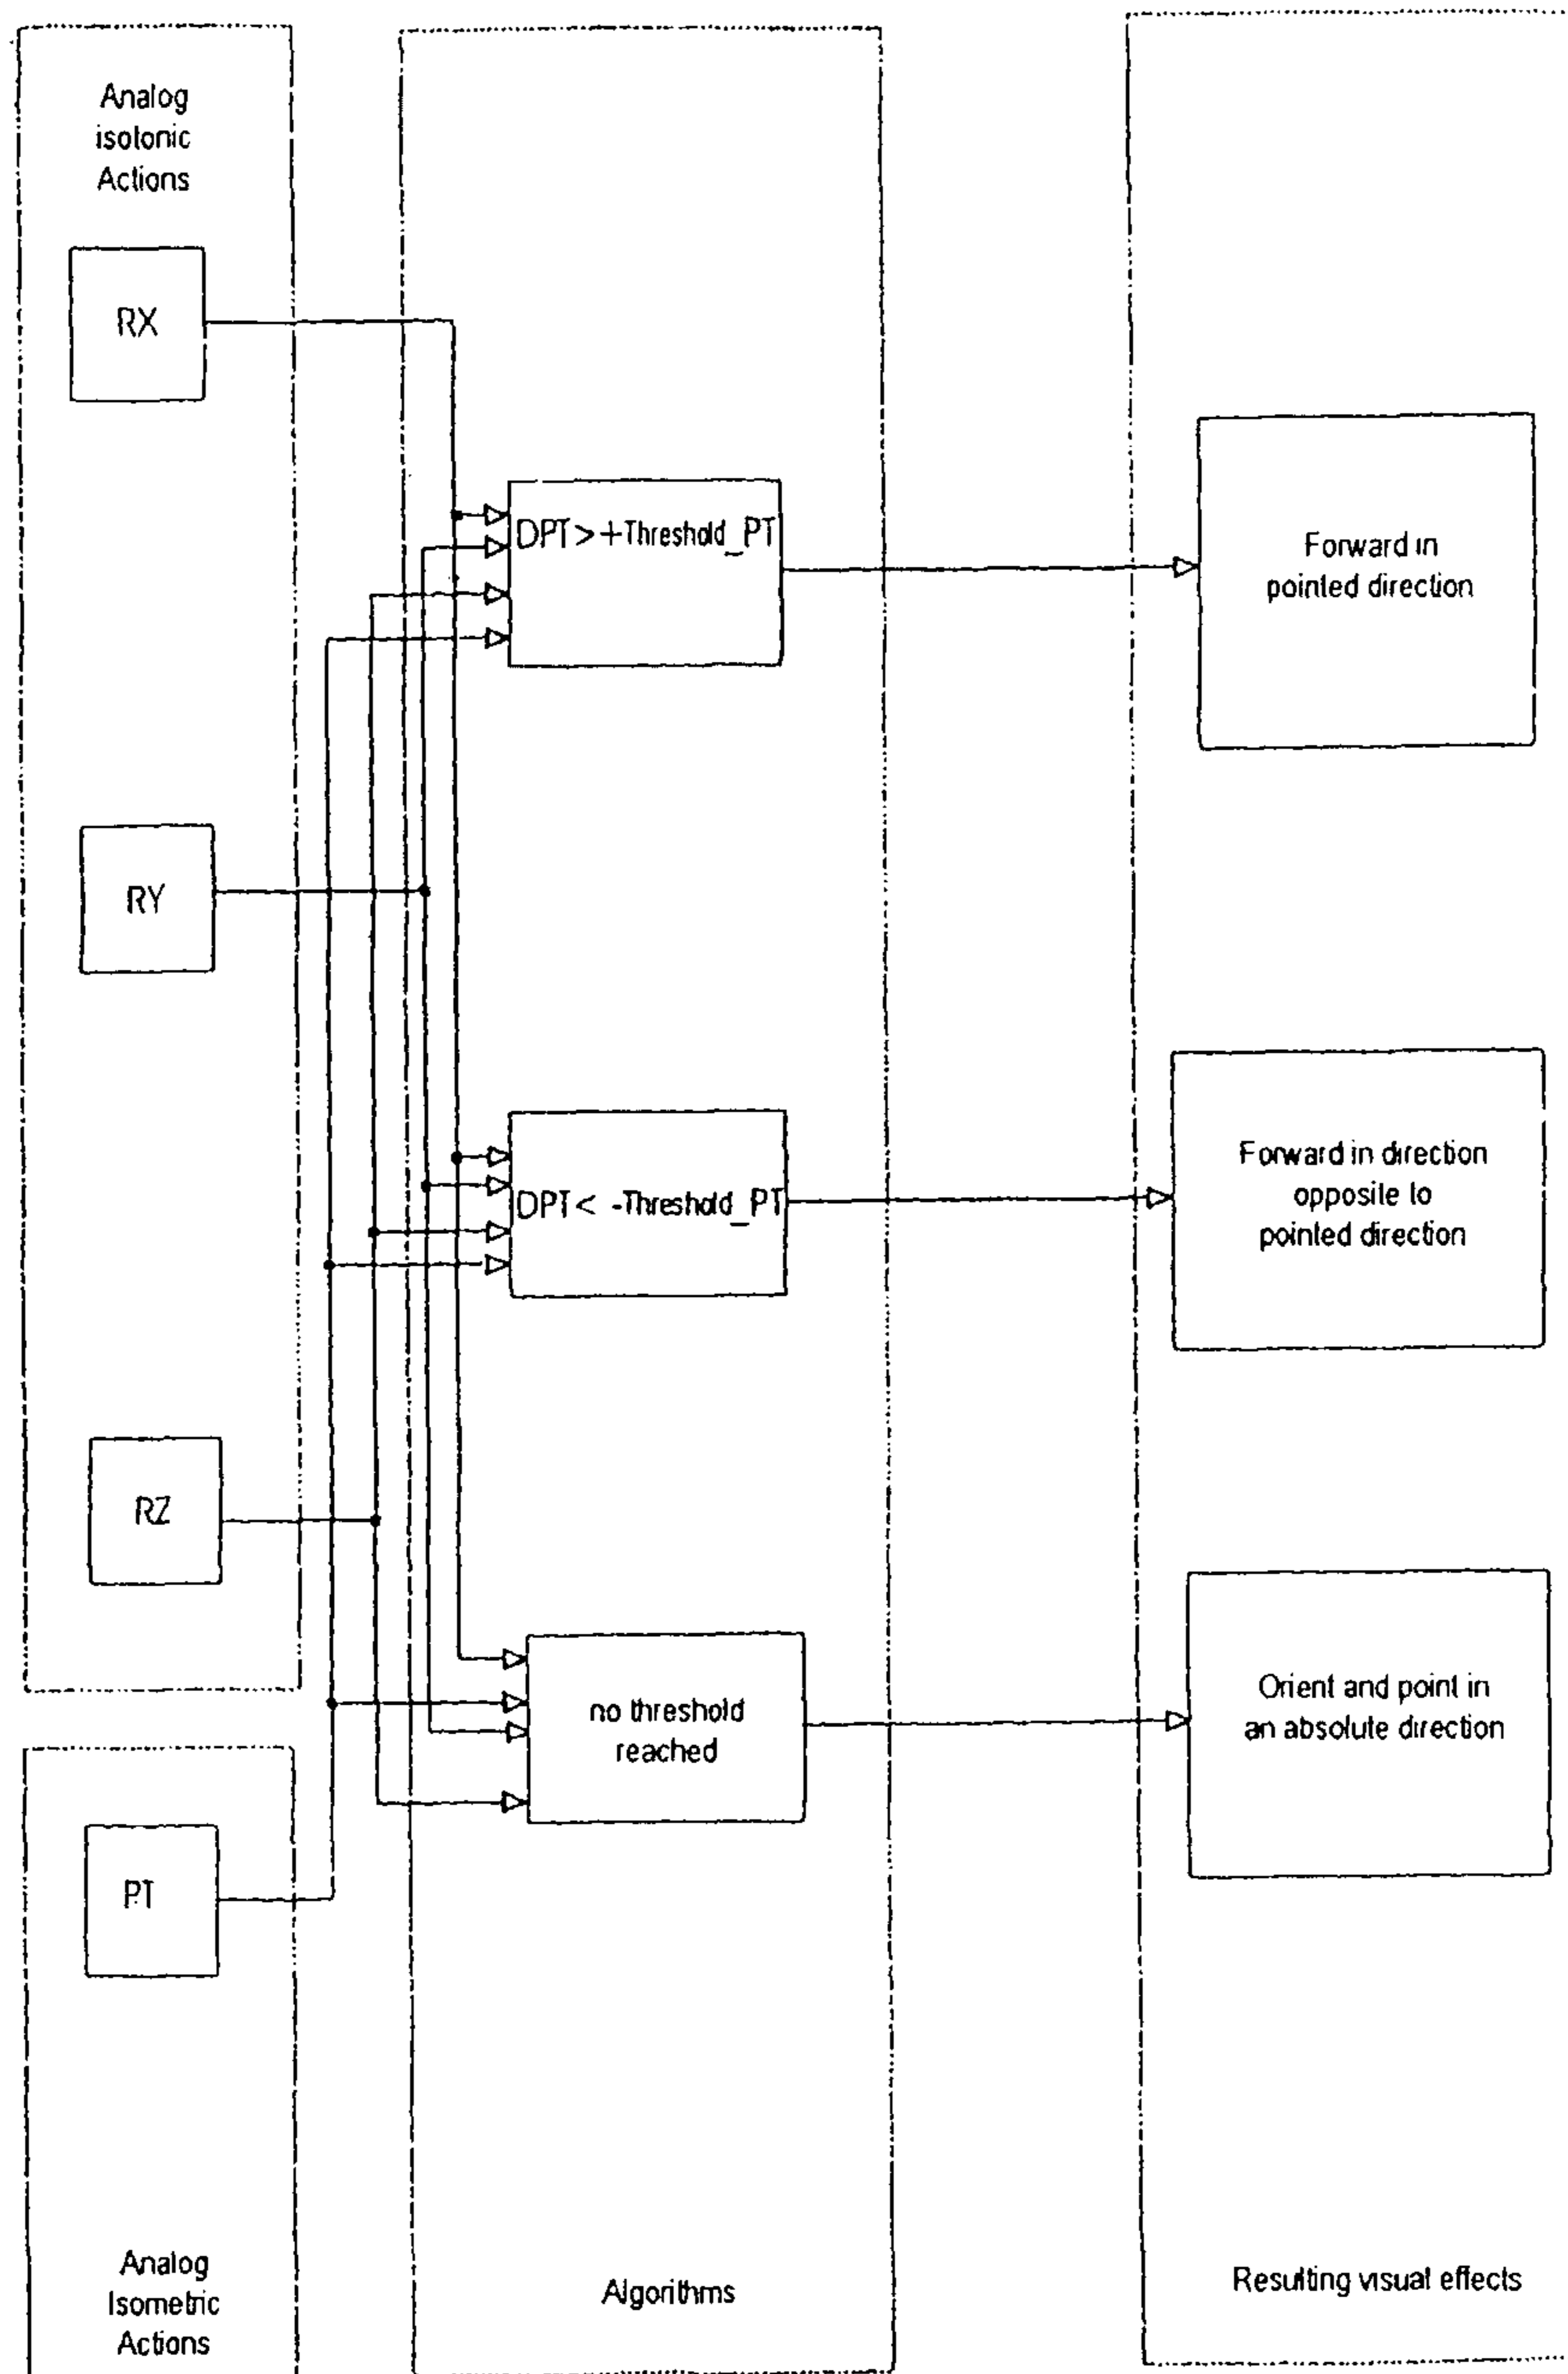 Analog
isotonic
Actions
RX
DPT>+Threshold_PT
Forward in
pointed direction
RY
DPT< -Threshold_PT
Forward in direction
opposite to
pointed direction
RZ
no threshold
reached
Orient and point in
an absolute direction
PT
Analog
Isometric
Actions
Algorithms
Resulting visual effects